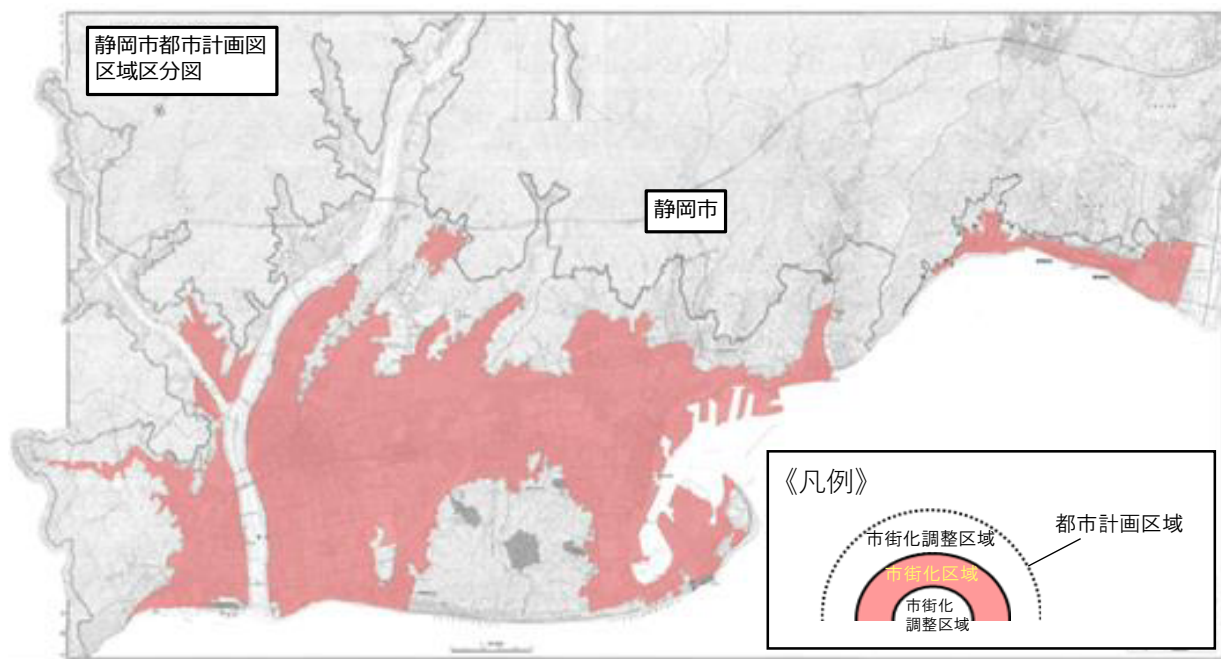 静岡市都市計画図
区域区分図
静岡市
《凡例》
都市計画区域
市街化調整区域
市街化区域
市街化
調整区域